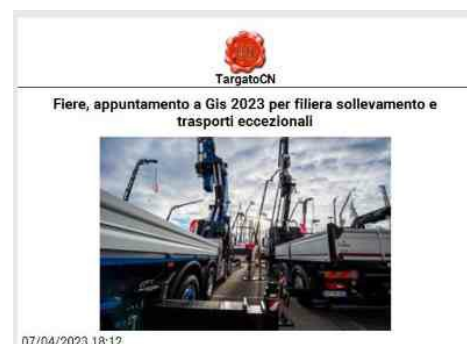 TargatoCN
Fiere, appuntamento a Gis 2023 per filiera sollevamento e
trasporti eccezionali
07/04/2023 18:12